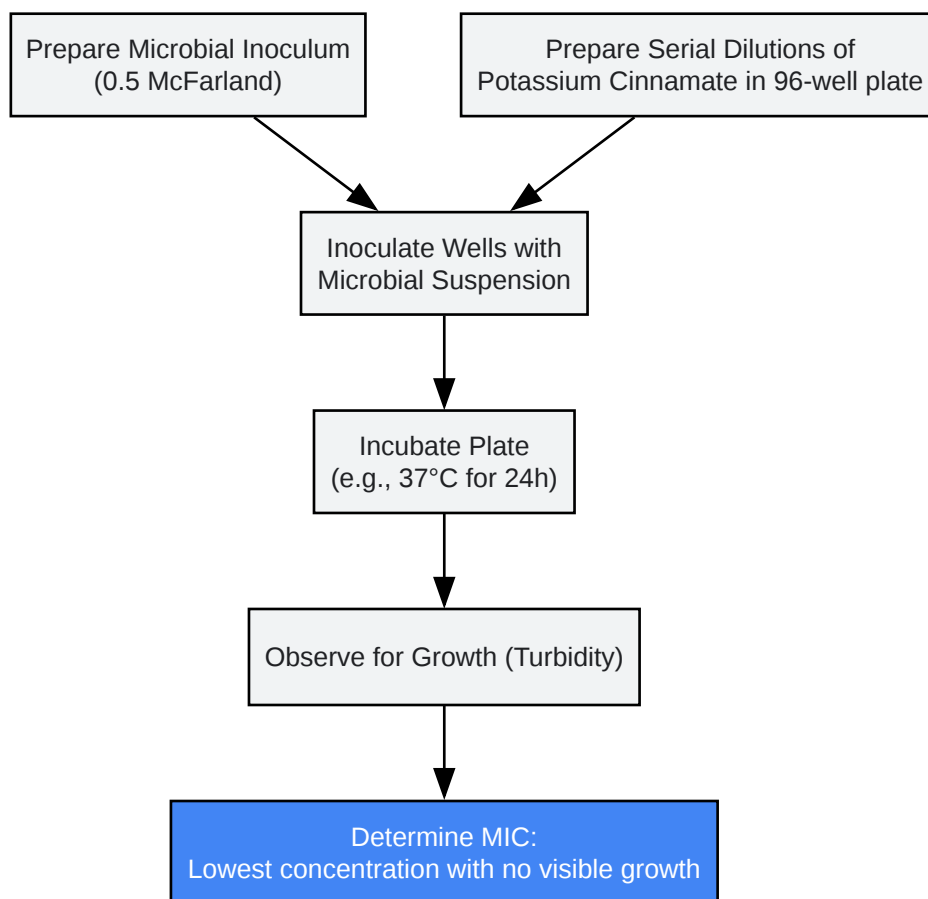 Prepare Microbial Inoculum
(0.5 McFarland)
Prepare Serial Dilutions of
Potassium Cinnamate in 96-well plate
Inoculate Wells with
Microbial Suspension
Incubate Plate
(e.g., 37°C for 24h)
Observe for Growth (Turbidity)
Determine MIC:
Lowest concentration with no visible growth